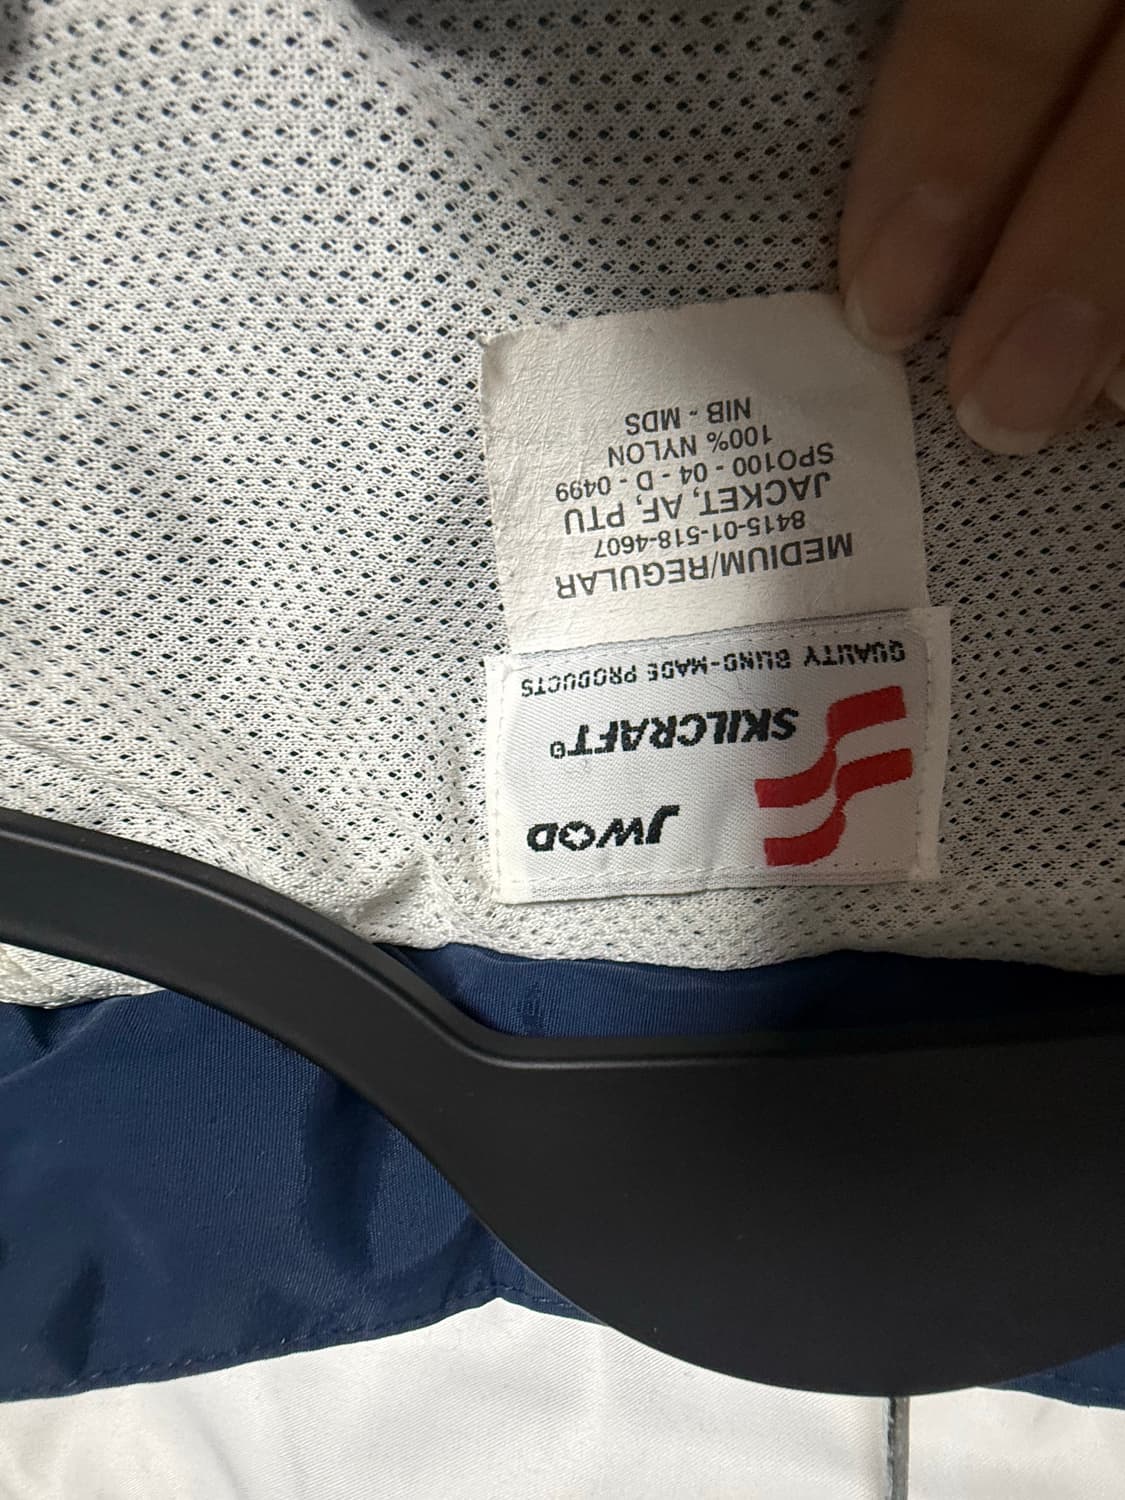 JWOD
SKILCRAFT®
QUALITY BLIND-MADE PRODUCTS
MEDIUM/REGULAR
8415-01-518-4607
JACKET, AF, PTU
SPO100 - 04 - D - 0499
100% NYLON
NIB - MDS